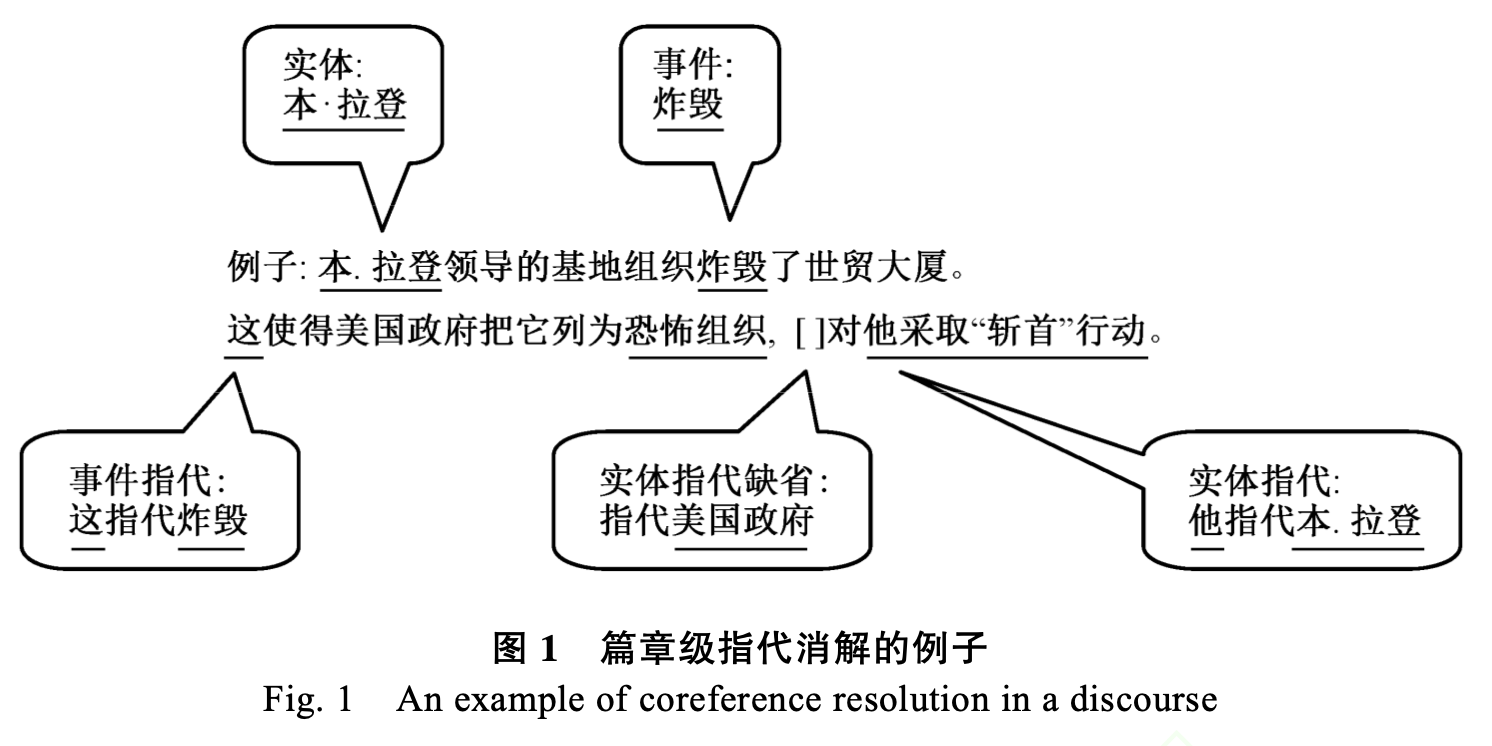 实体:
本·拉登
事件:
炸毁
例子: 本. 拉登领导的基地组织炸毁了世贸大厦。
这使得美国政府把它列为恐怖组织, [ ]对他采取“斩首”行动。
事件指代:
这指代炸毁
实体指代缺省:
指代美国政府
实体指代:
他指代本. 拉登
图 1 篇章级指代消解的例子
Fig. 1 An example of coreference resolution in a discourse